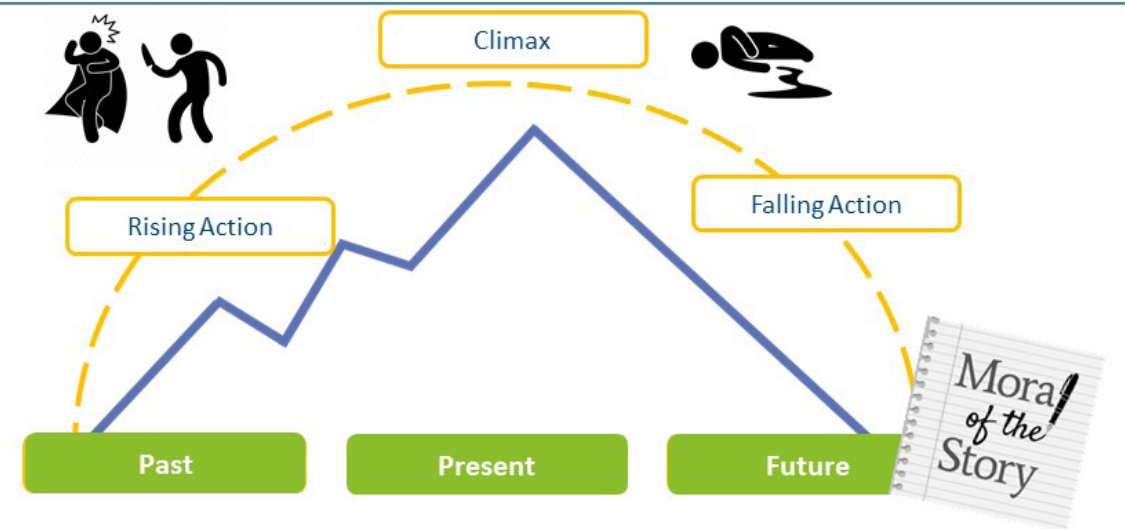 Climax
Rising Action
Falling Action
Past
Present
Future
Moral
of the
Story